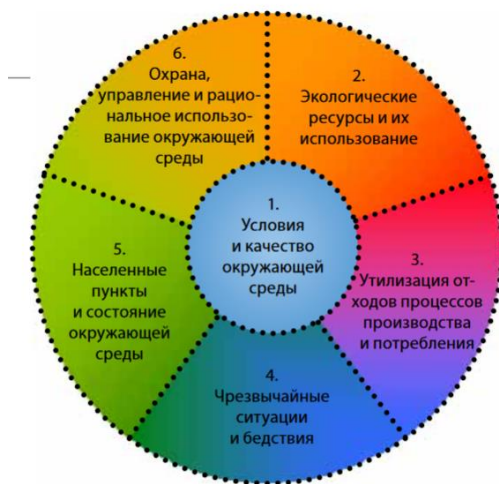 1.
Условия
и качество
окружающей
среды
2.
Экологические
ресурсы и их
использование
3.
Утилизация от-
ходов процессов
производства
и потребления
4.
Чрезвычайные
ситуации
и бедствия
5.
Населенные
пункты
и состояние
окружающей
среды
6.
Охрана,
управление и рацио-
нальное использо-
вание окружающей
среды